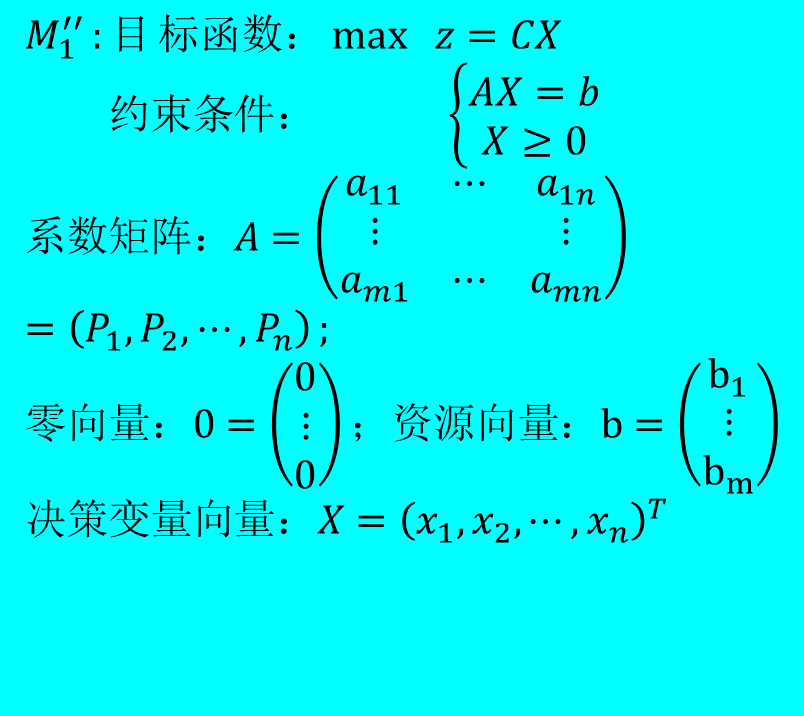 M₁″:目标函数： max z = CX
约束条件： {AX = b
X ≥ 0
系数矩阵：A = (a₁₁ ⋯ a₁ₙ
⋮ ⋮
aₘ₁ ⋯ aₘₙ)
= (P₁, P₂, ⋯ , Pₙ) ;
零向量：0 = (0 ⋮ 0) ；资源向量：b = (b₁ ⋮ bₘ)
决策变量向量：X = (x₁, x₂, ⋯ , xₙ)ᵀ